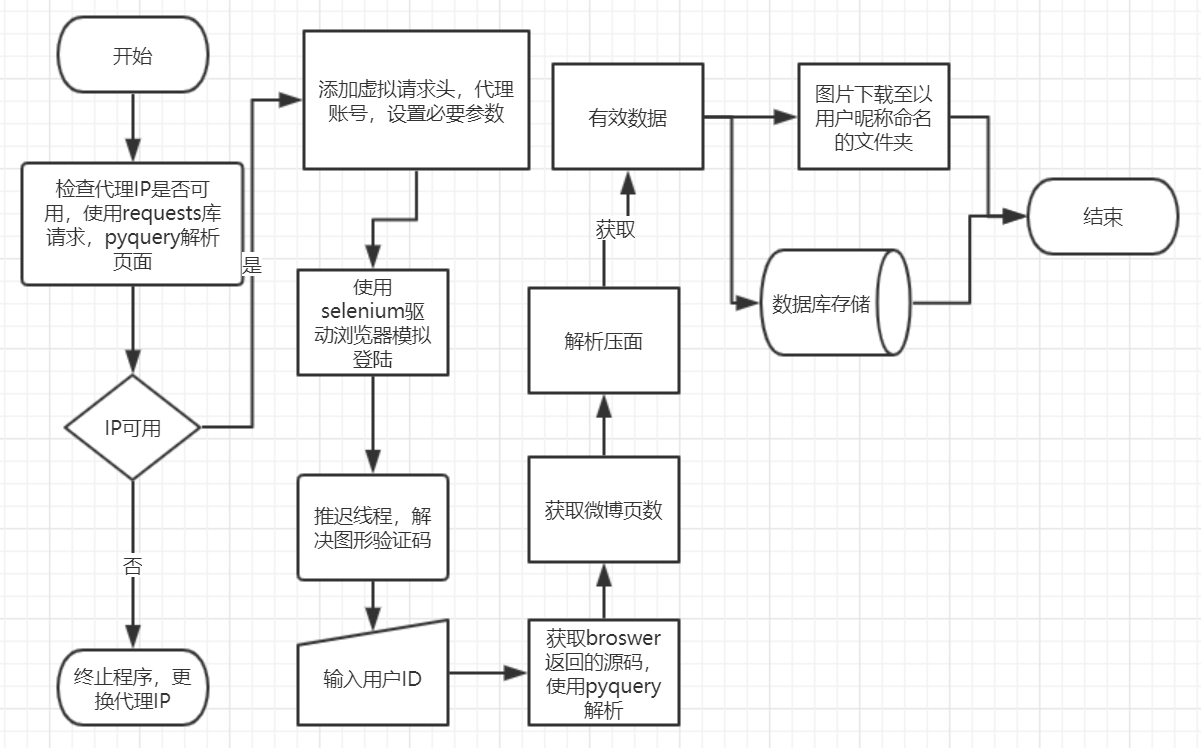 开始
检查代理IP是否可
用，使用requests库
请求，pyquery解析
页面
是
IP可用
否
终止程序，更
换代理IP
添加虚拟请求头，代理
账号，设置必要参数
使用
selenium驱
动浏览器模拟
登陆
推迟线程，解
决图形验证码
输入用户ID
获取broswer
返回的源码，
使用pyquery
解析
获取微博页数
解析压面
获取
有效数据
图片下载至以
用户昵称命名
的文件夹
数据库存储
结束